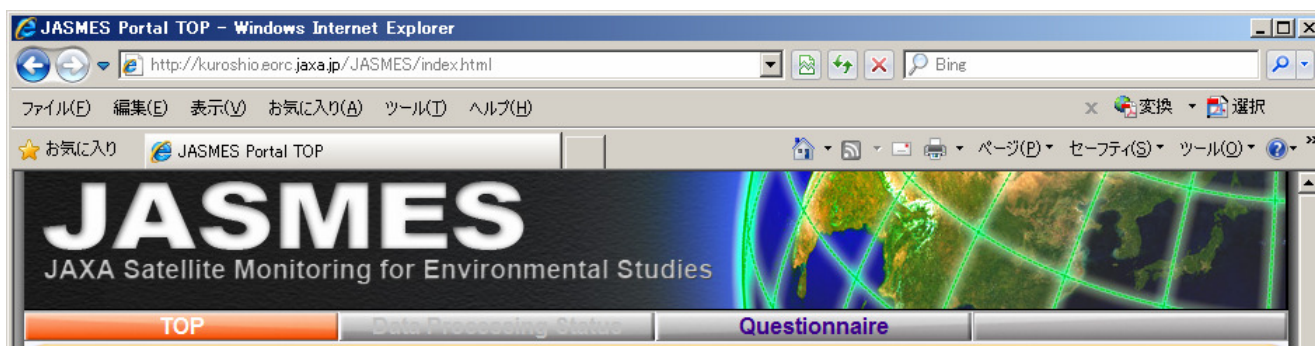 JASMES Portal TOP - Windows Internet Explorer
http://kuroshio.eorc.jaxa.jp/JASMES/index.html Bing
ファイル(F) 編集(E) 表示(V) お気に入り(A) ツール(T) ヘルプ(H) x 変換 選択
お気に入り JASMES Portal TOP ページ(P) セーフティ(S) ツール(O) »
JASMES
JAXA Satellite Monitoring for Environmental Studies
TOP Data Processing Status Questionnaire